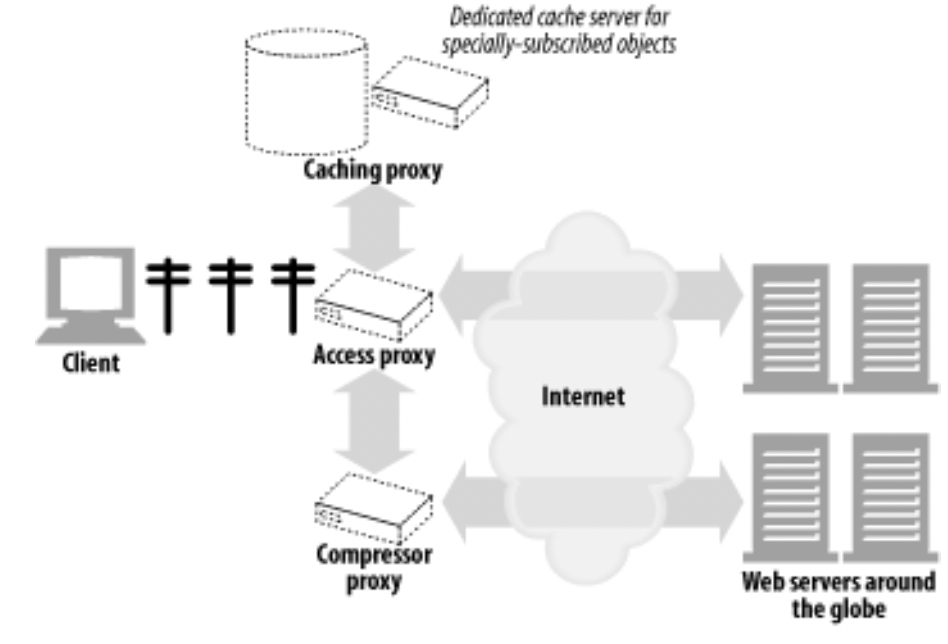 Dedicated cache server for
specially-subscribed objects
Caching proxy
Client
Access proxy
Internet
Compressor
proxy
Web servers around
the globe